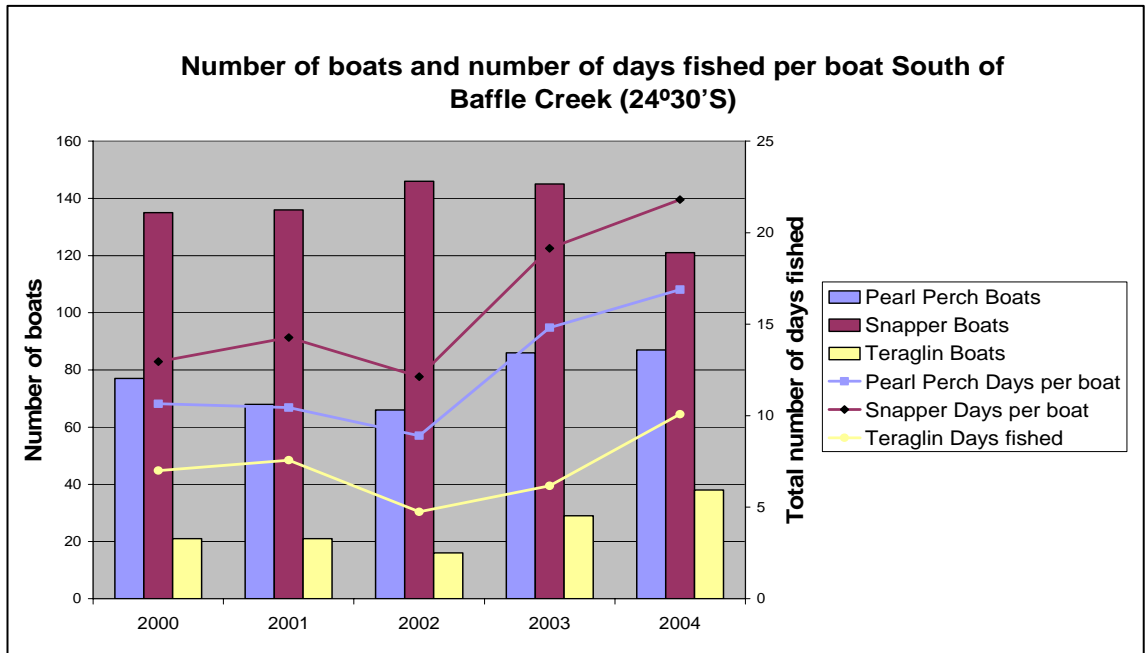 Number of boats and number of days fished per boat South of
Baffle Creek (24º30’S)
160
140
120
100
80
60
40
20
0
Number of boats
25
20
15
10
5
0
Total number of days fished
2000
2001
2002
2003
2004
Pearl Perch Boats
Snapper Boats
Teraglin Boats
Pearl Perch Days per boat
Snapper Days per boat
Teraglin Days fished